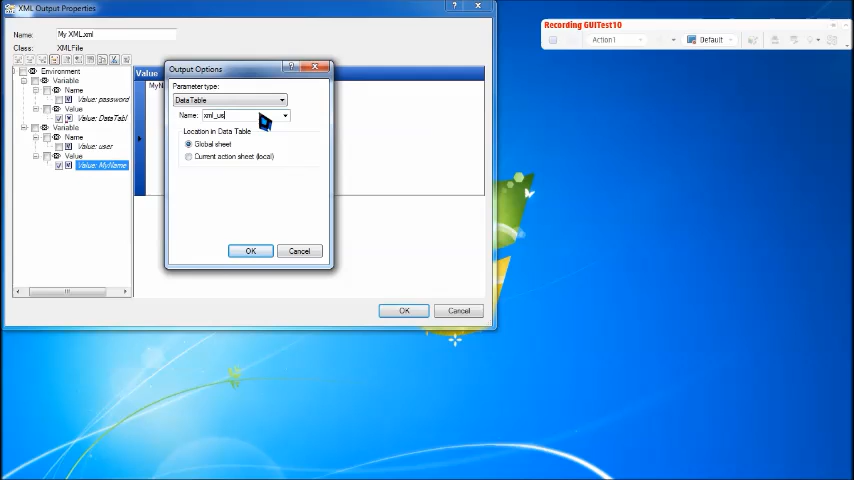 XML Output Properties
Recording GUITest10
Action1
Default
Name: My XML.xml
Class: XMLFile
Environment
Variable
Name
Value: password
Value
Value: DataTabl
Variable
Name
Value: user
Value
Value: MyName
Value
MyN
Output Options
Parameter type:
DataTable
Name: xml_us
Location in Data Table
Global sheet
Current action sheet (local)
OK Cancel
OK Cancel